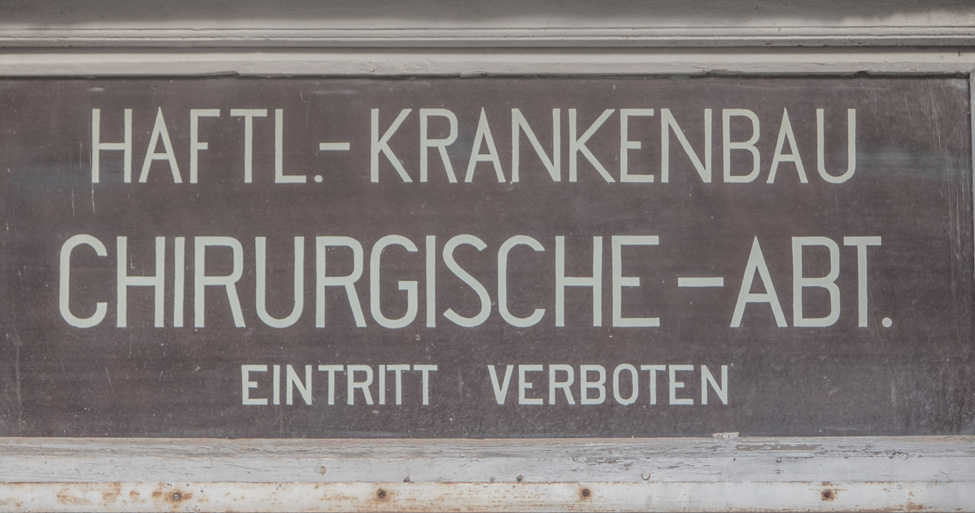 HAFTL.-KRANKENBAU
CHIRURGISCHE-ABT.
EINTRITT VERBOTEN